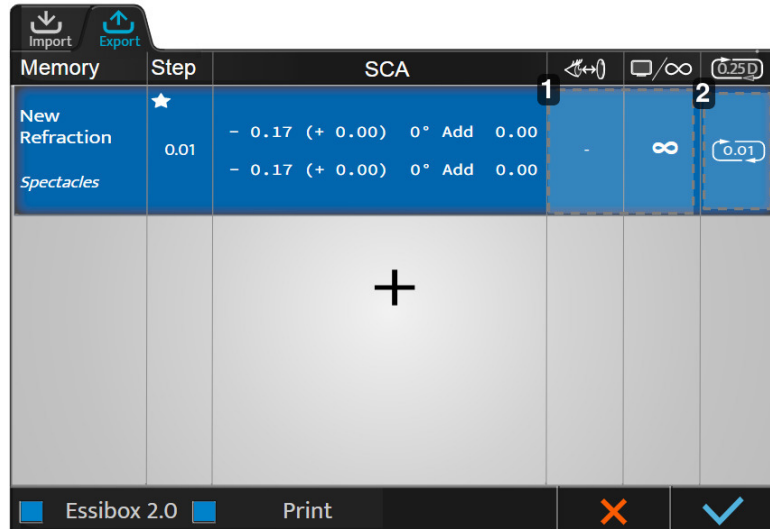 Import Export
Memory Step SCA /∞ 0.25D
1 2
New
Refraction
0.01
- 0.17 (+ 0.00) 0° Add 0.00
- ∞ 0.01
- 0.17 (+ 0.00) 0° Add 0.00
Spectacles
+
Essibox 2.0 Print